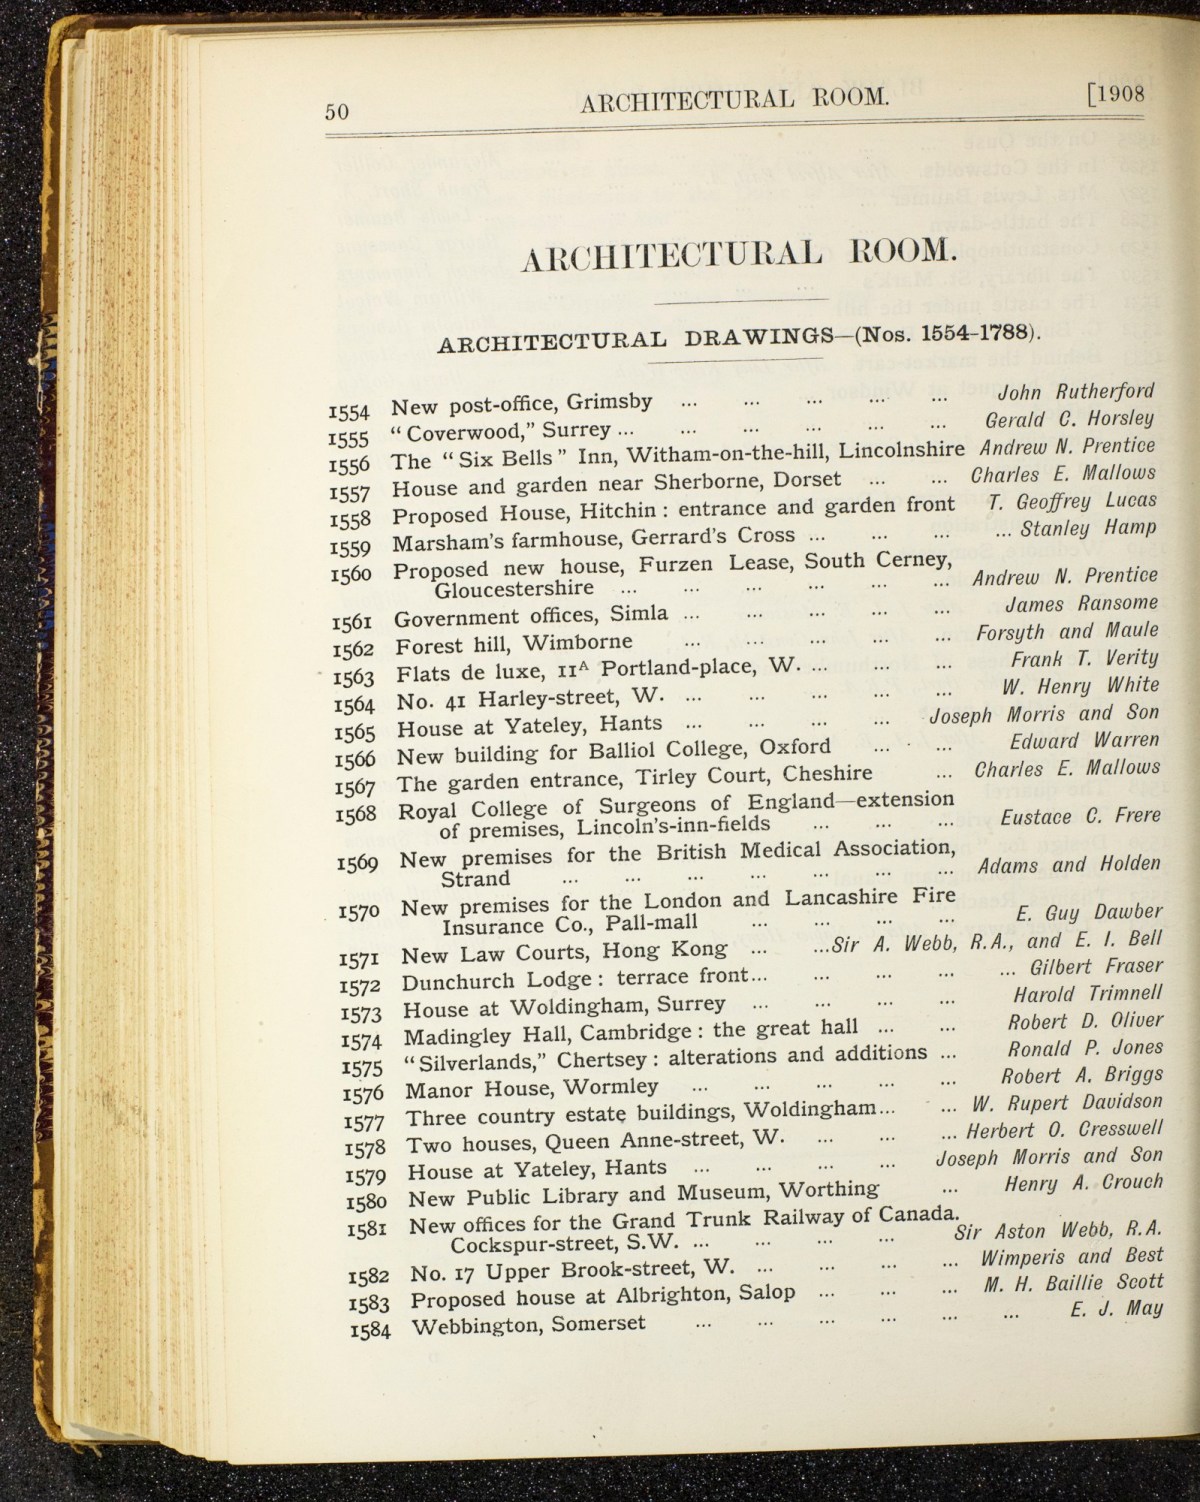 50 ARCHITECTURAL ROOM. [1908
ARCHITECTURAL ROOM.
ARCHITECTURAL DRAWINGS—(Nos. 1554-1788).
1554 New post-office, Grimsby ... ... ... ... ... John Rutherford
1555 "Coverwood," Surrey ... ... ... ... ... ... Gerald C. Horsley
1556 The "Six Bells" Inn, Witham-on-the-hill, Lincolnshire Andrew N. Prentice
1557 House and garden near Sherborne, Dorset ... ... Charles E. Mallows
1558 Proposed House, Hitchin : entrance and garden front T. Geoffrey Lucas
1559 Marsham's farmhouse, Gerrard's Cross ... ... ... ... Stanley Hamp
1560 Proposed new house, Furzen Lease, South Cerney,
Gloucestershire ... ... ... ... ... ... Andrew N. Prentice
1561 Government offices, Simla ... ... ... ... ... James Ransome
1562 Forest hill, Wimborne ... ... ... ... ... Forsyth and Maule
1563 Flats de luxe, 11A Portland-place, W. ... ... ... Frank T. Verity
1564 No. 41 Harley-street, W. ... ... ... ... ... W. Henry White
1565 House at Yateley, Hants ... ... ... ... Joseph Morris and Son
1566 New building for Balliol College, Oxford ... ... Edward Warren
1567 The garden entrance, Tirley Court, Cheshire ... Charles E. Mallows
1568 Royal College of Surgeons of England—extension
of premises, Lincoln's-inn-fields ... ... ... Eustace C. Frere
1569 New premises for the British Medical Association,
Strand ... ... ... ... ... ... ... Adams and Holden
1570 New premises for the London and Lancashire Fire
Insurance Co., Pall-mall ... ... ... ... E. Guy Dawber
1571 New Law Courts, Hong Kong ... ...Sir A. Webb, R.A., and E. I. Bell
1572 Dunchurch Lodge : terrace front... ... ... ... ... Gilbert Fraser
1573 House at Woldingham, Surrey ... ... ... ... Harold Trimnell
1574 Madingley Hall, Cambridge : the great hall ... ... Robert D. Oliver
1575 "Silverlands," Chertsey : alterations and additions ... Ronald P. Jones
1576 Manor House, Wormley ... ... ... ... ... Robert A. Briggs
1577 Three country estate buildings, Woldingham... ... W. Rupert Davidson
1578 Two houses, Queen Anne-street, W. ... ... ... Herbert O. Cresswell
1579 House at Yateley, Hants ... ... ... ... Joseph Morris and Son
1580 New Public Library and Museum, Worthing ... Henry A. Crouch
1581 New offices for the Grand Trunk Railway of Canada.
Cockspur-street, S.W. ... ... ... ... Sir Aston Webb, R.A.
1582 No. 17 Upper Brook-street, W. ... ... ... ... Wimperis and Best
1583 Proposed house at Albrighton, Salop ... ... ... M. H. Baillie Scott
1584 Webbington, Somerset ... ... ... ... ... ... E. J. May